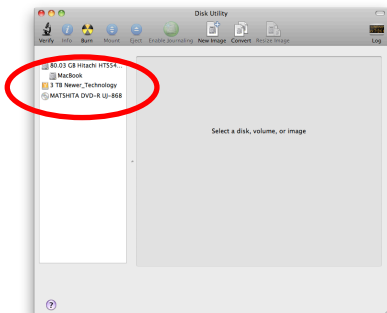 Disk Utility
Verify Info Burn Mount Eject Enable Journaling New Image Convert Resize Image Log
80.03 GB Hitachi HTS54...
MacBook
3 TB Newer_Technology
MATSHITA DVD-R UJ-868
Select a disk, volume, or image
?